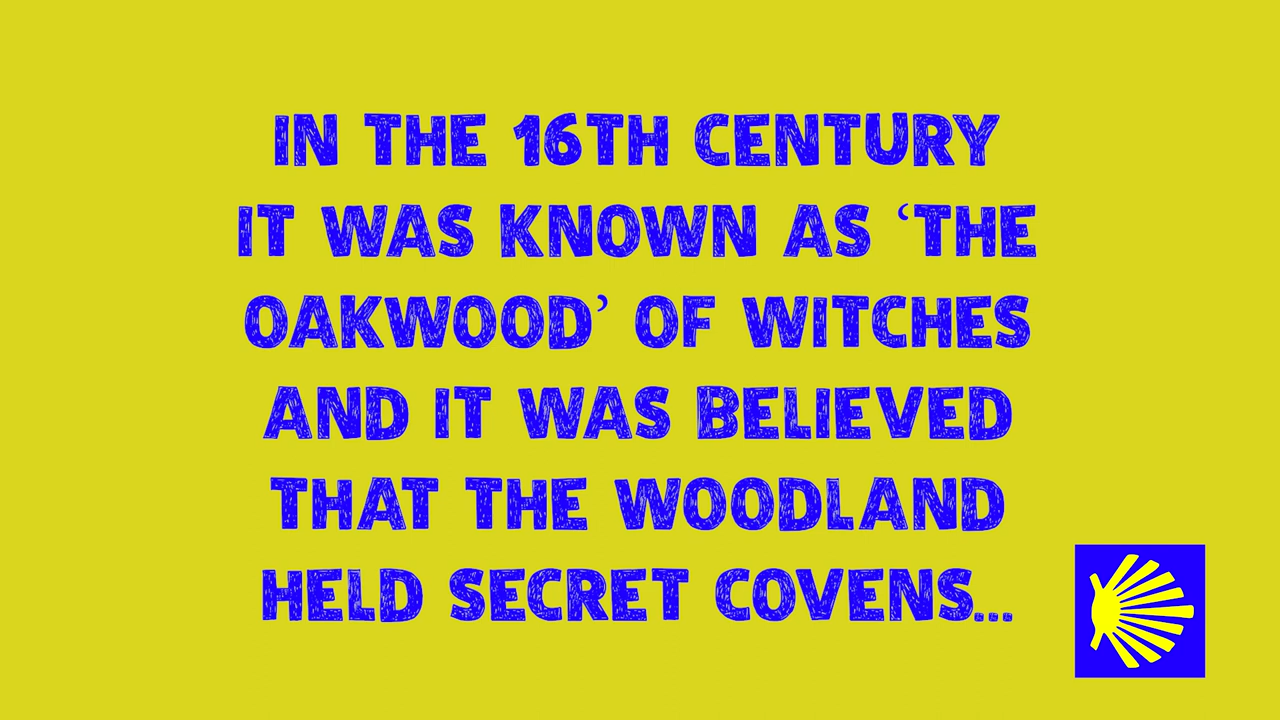 IN THE 16TH CENTURY
IT WAS KNOWN AS ‘THE
OAKWOOD’ OF WITCHES
AND IT WAS BELIEVED
THAT THE WOODLAND
HELD SECRET COVENS...